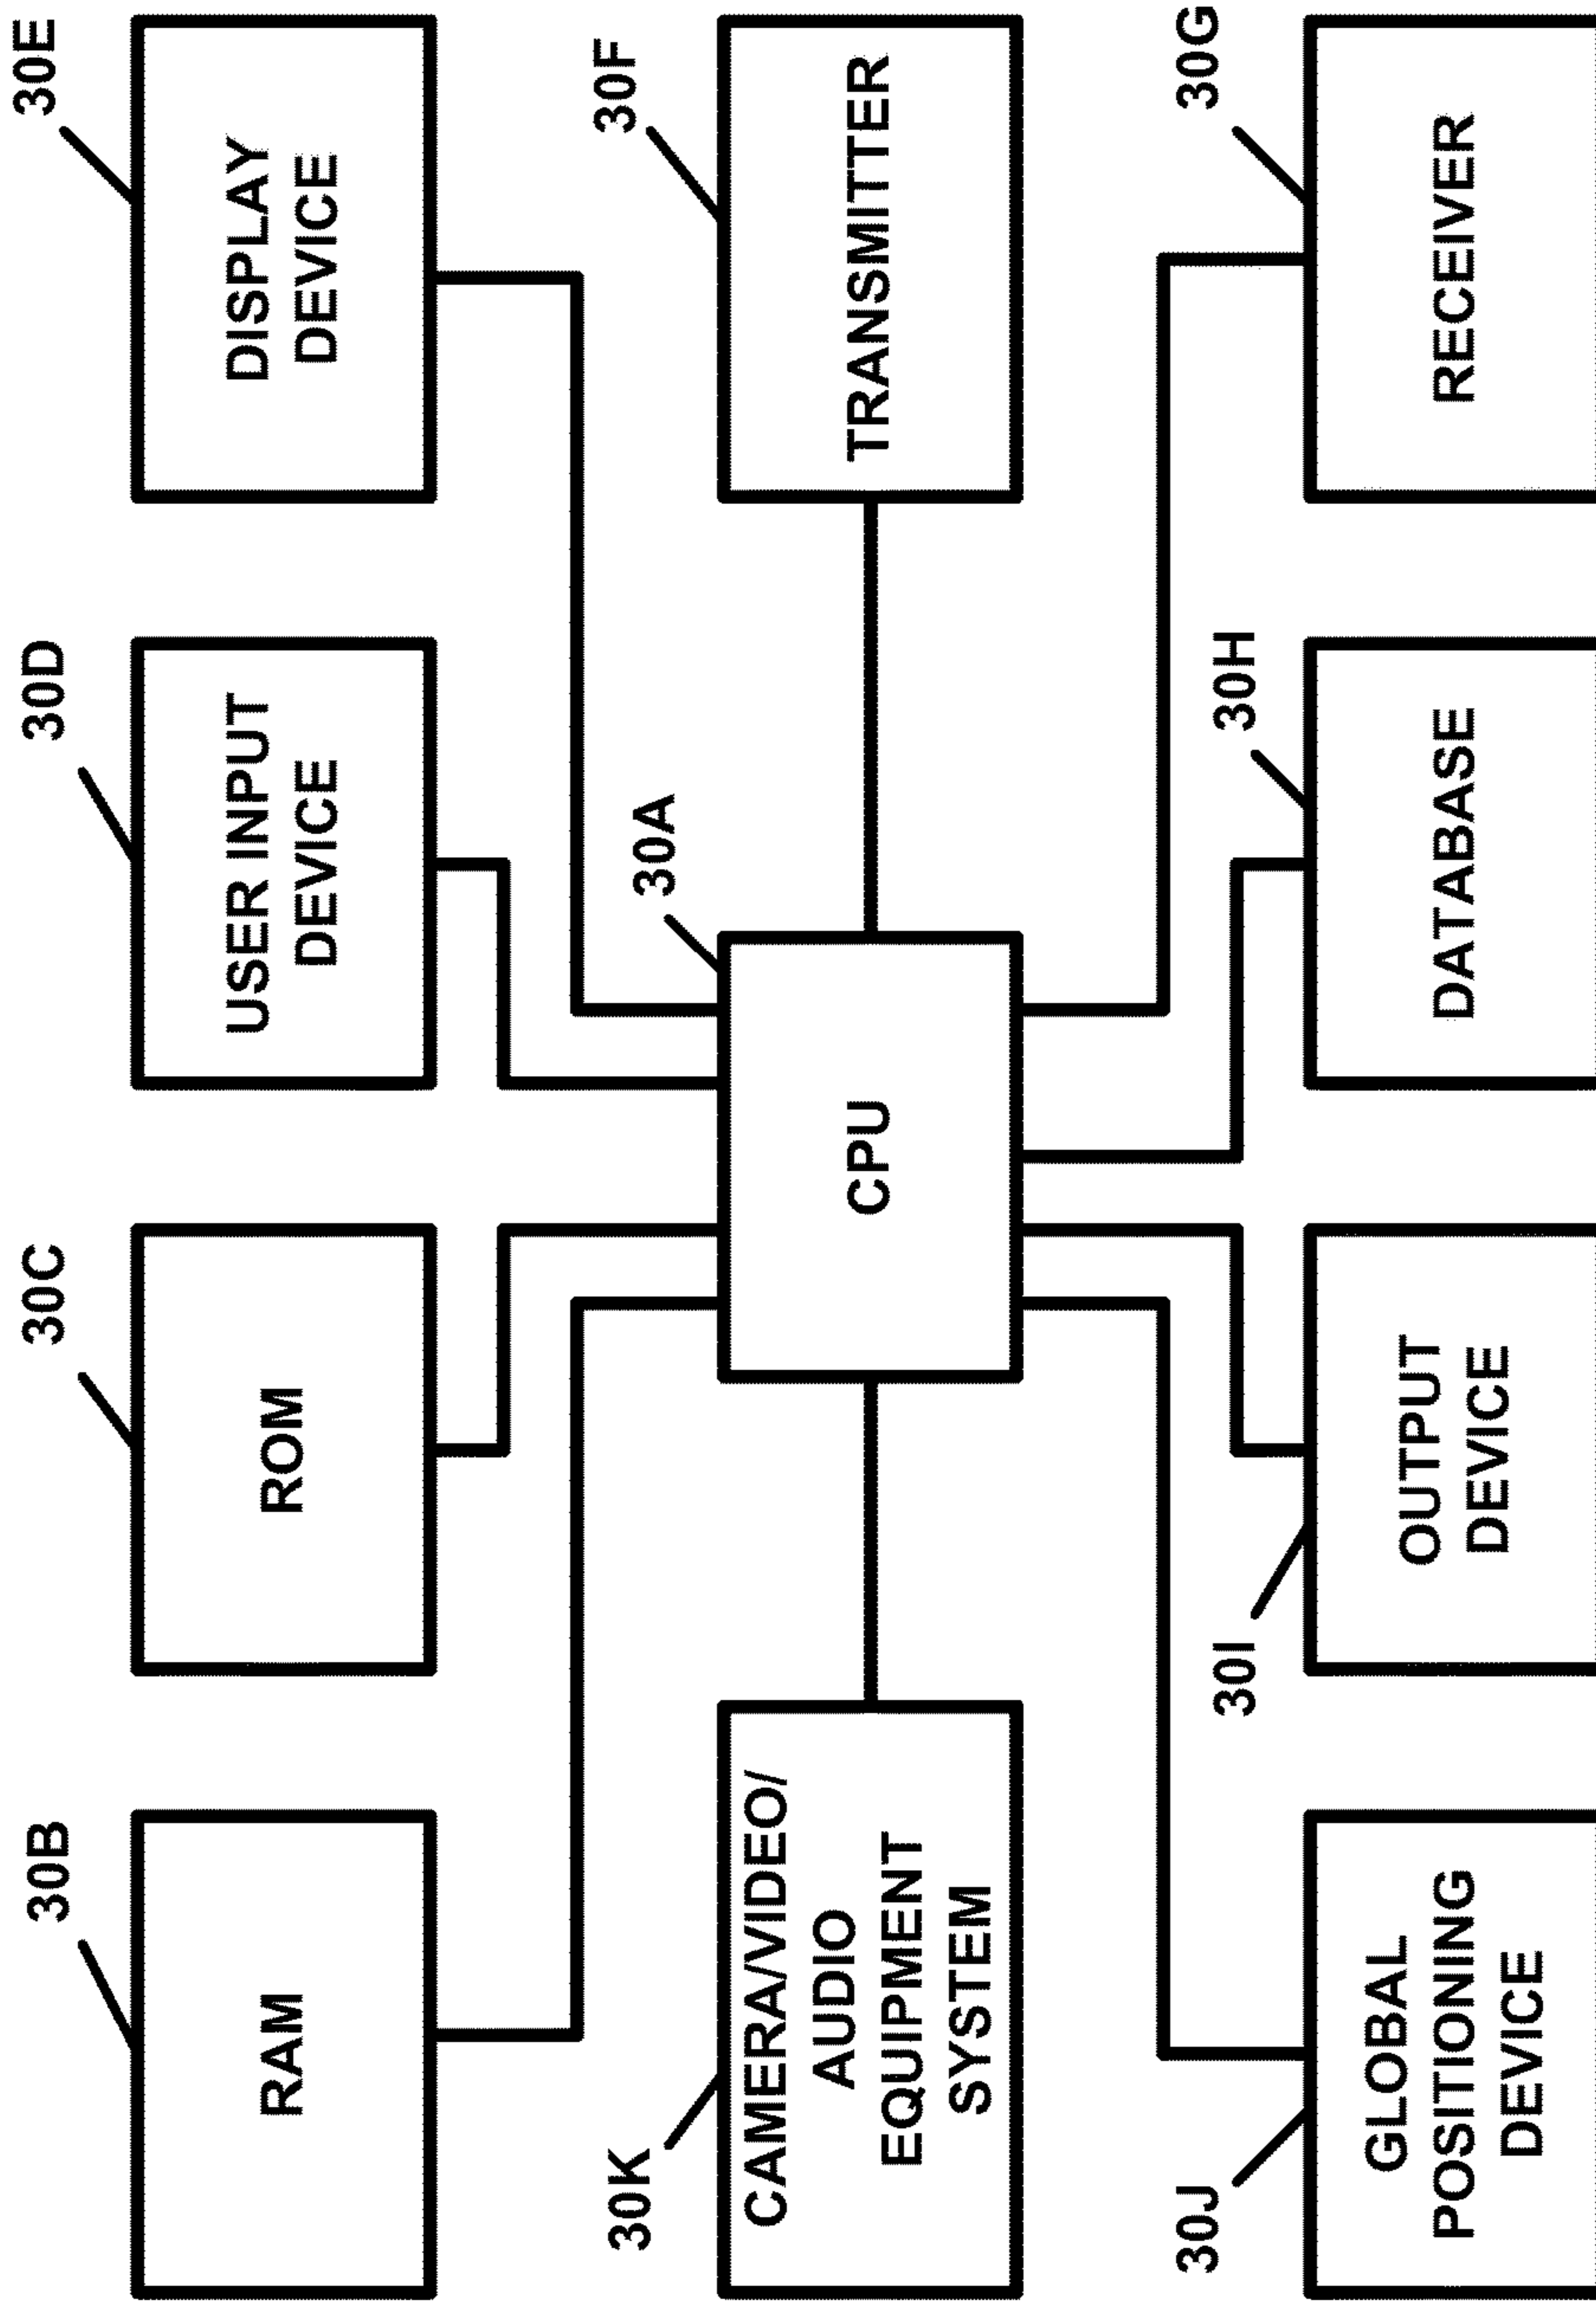 30B
30C
30D
30E
RAM
ROM
USER INPUT
DEVICE
DISPLAY
DEVICE
30K
30A
30F
CAMERA/VIDEO/
AUDIO
EQUIPMENT
SYSTEM
CPU
TRANSMITTER
30J
30I
30H
30G
GLOBAL
POSITIONING
DEVICE
OUTPUT
DEVICE
DATABASE
RECEIVER